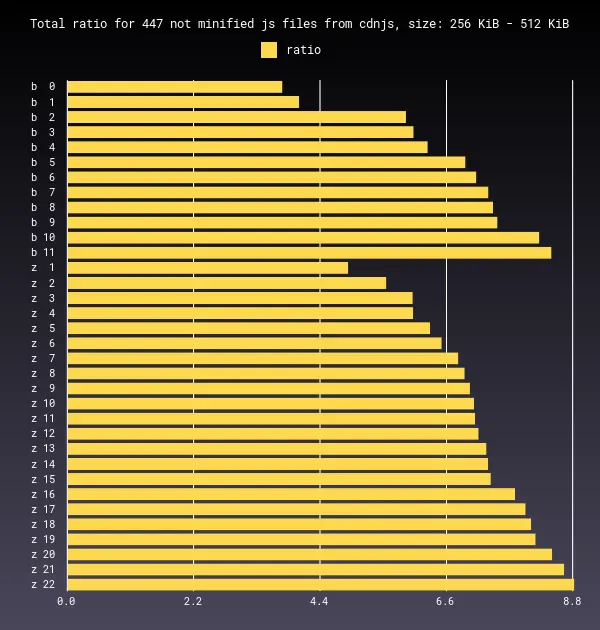 Total ratio for 447 not minified js files from cdnjs, size: 256 KiB - 512 KiB
ratio
b 0
b 1
b 2
b 3
b 4
b 5
b 6
b 7
b 8
b 9
b 10
b 11
z 1
z 2
z 3
z 4
z 5
z 6
z 7
z 8
z 9
z 10
z 11
z 12
z 13
z 14
z 15
z 16
z 17
z 18
z 19
z 20
z 21
z 22
0.0 2.2 4.4 6.6 8.8